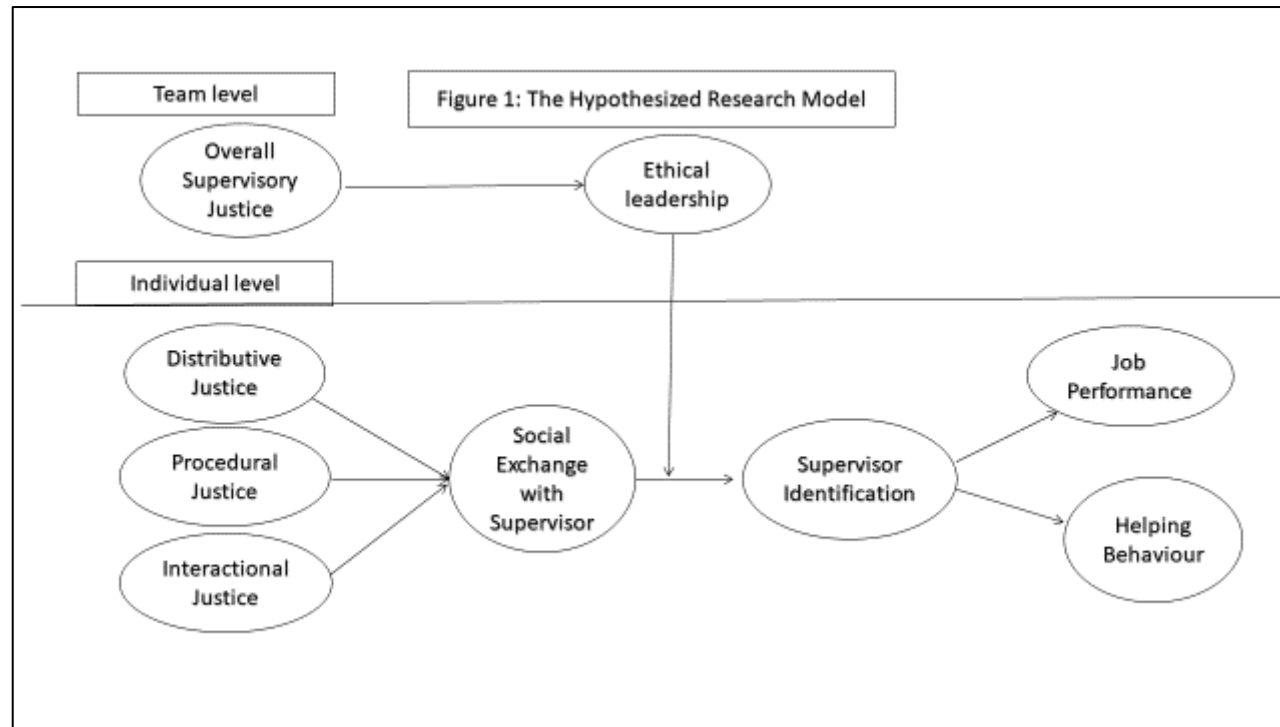 Team level
Figure 1: The Hypothesized Research Model
Overall
Supervisory
Justice
Ethical
leadership
Individual level
Distributive
Justice
Procedural
Justice
Interactional
Justice
Social
Exchange
with
Supervisor
Supervisor
Identification
Job
Performance
Helping
Behaviour